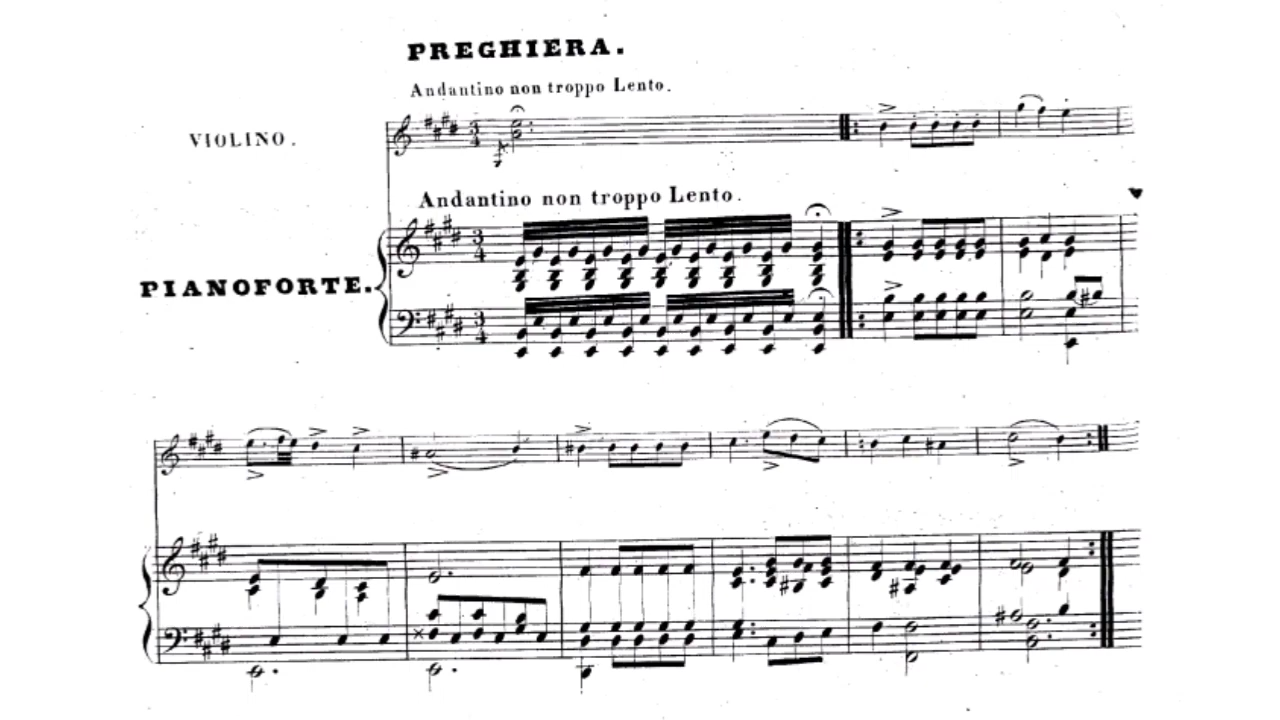 PREGHIERA.
Andantino non troppo Lento.
VIOLINO.
Andantino non troppo Lento.
PIANOFORTE.